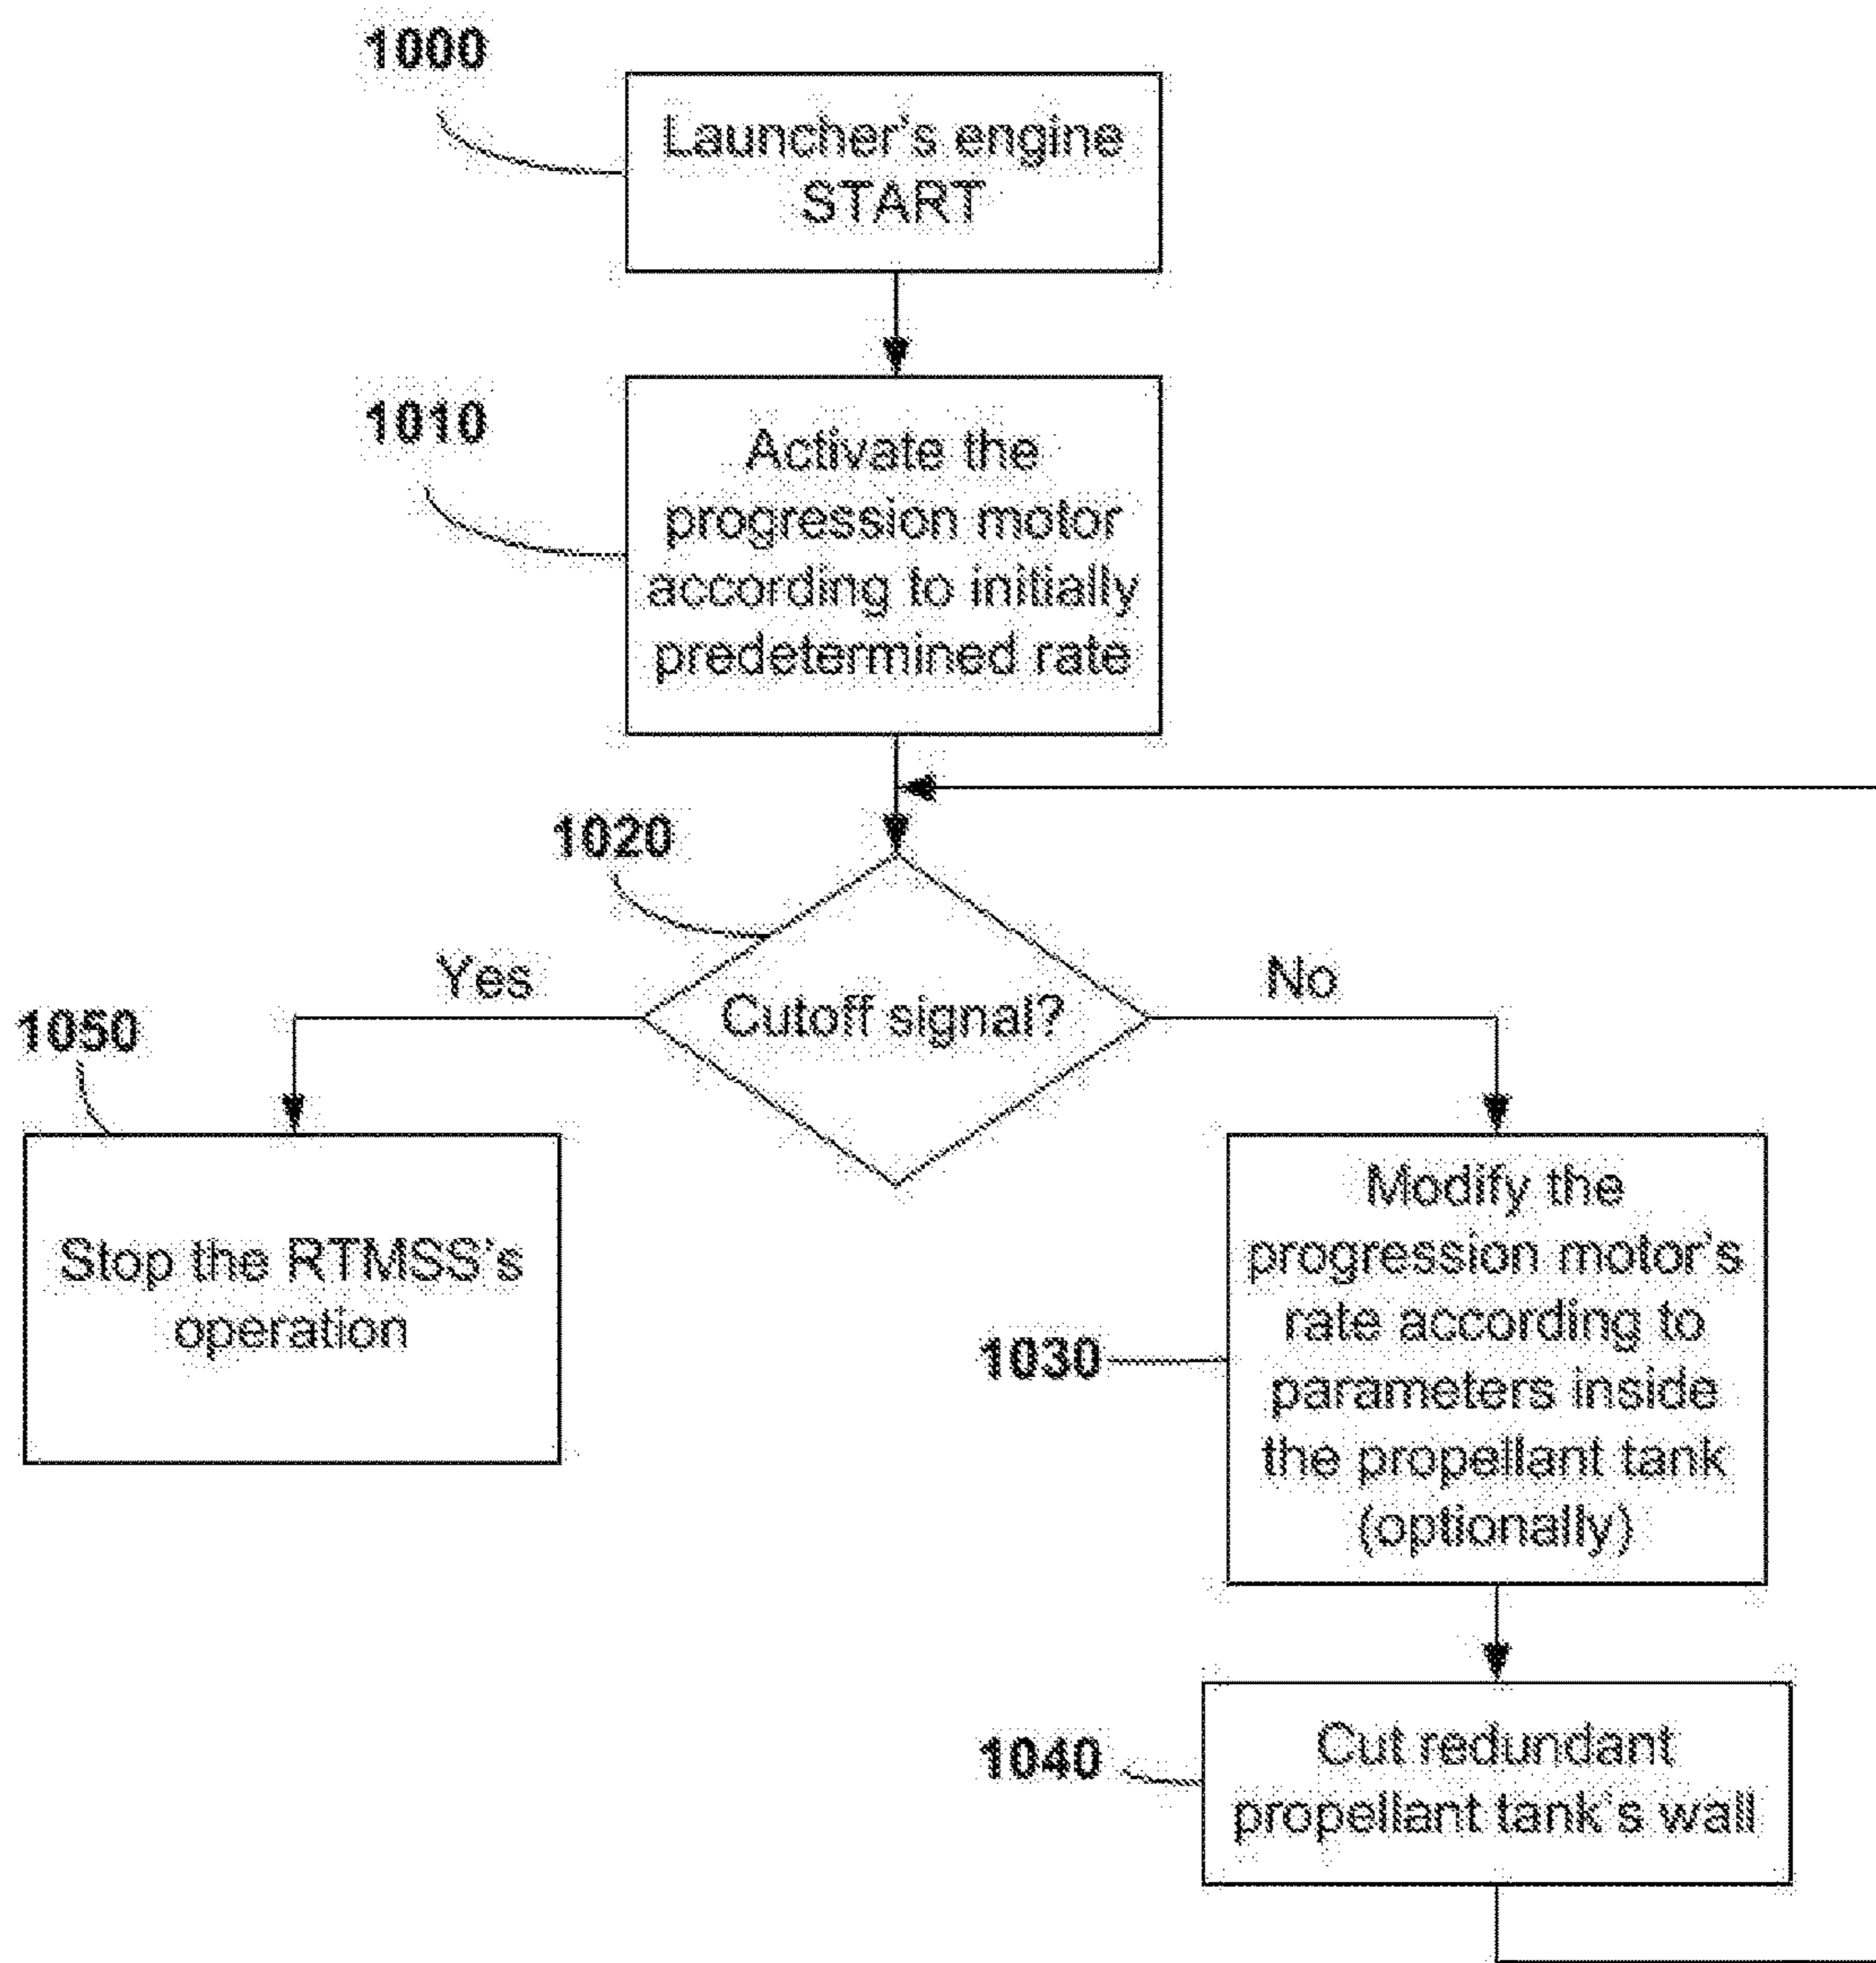 1000
Launcher's engine
START
1010
Activate the
progression motor
according to initially
predetermined rate
1020
Yes
Cutoff signal?
No
1050
Stop the RTMSS's
operation
1030
Modify the
progression motor's
rate according to
parameters inside
the propellant tank
(optionally)
1040
Cut redundant
propellant tank's wall